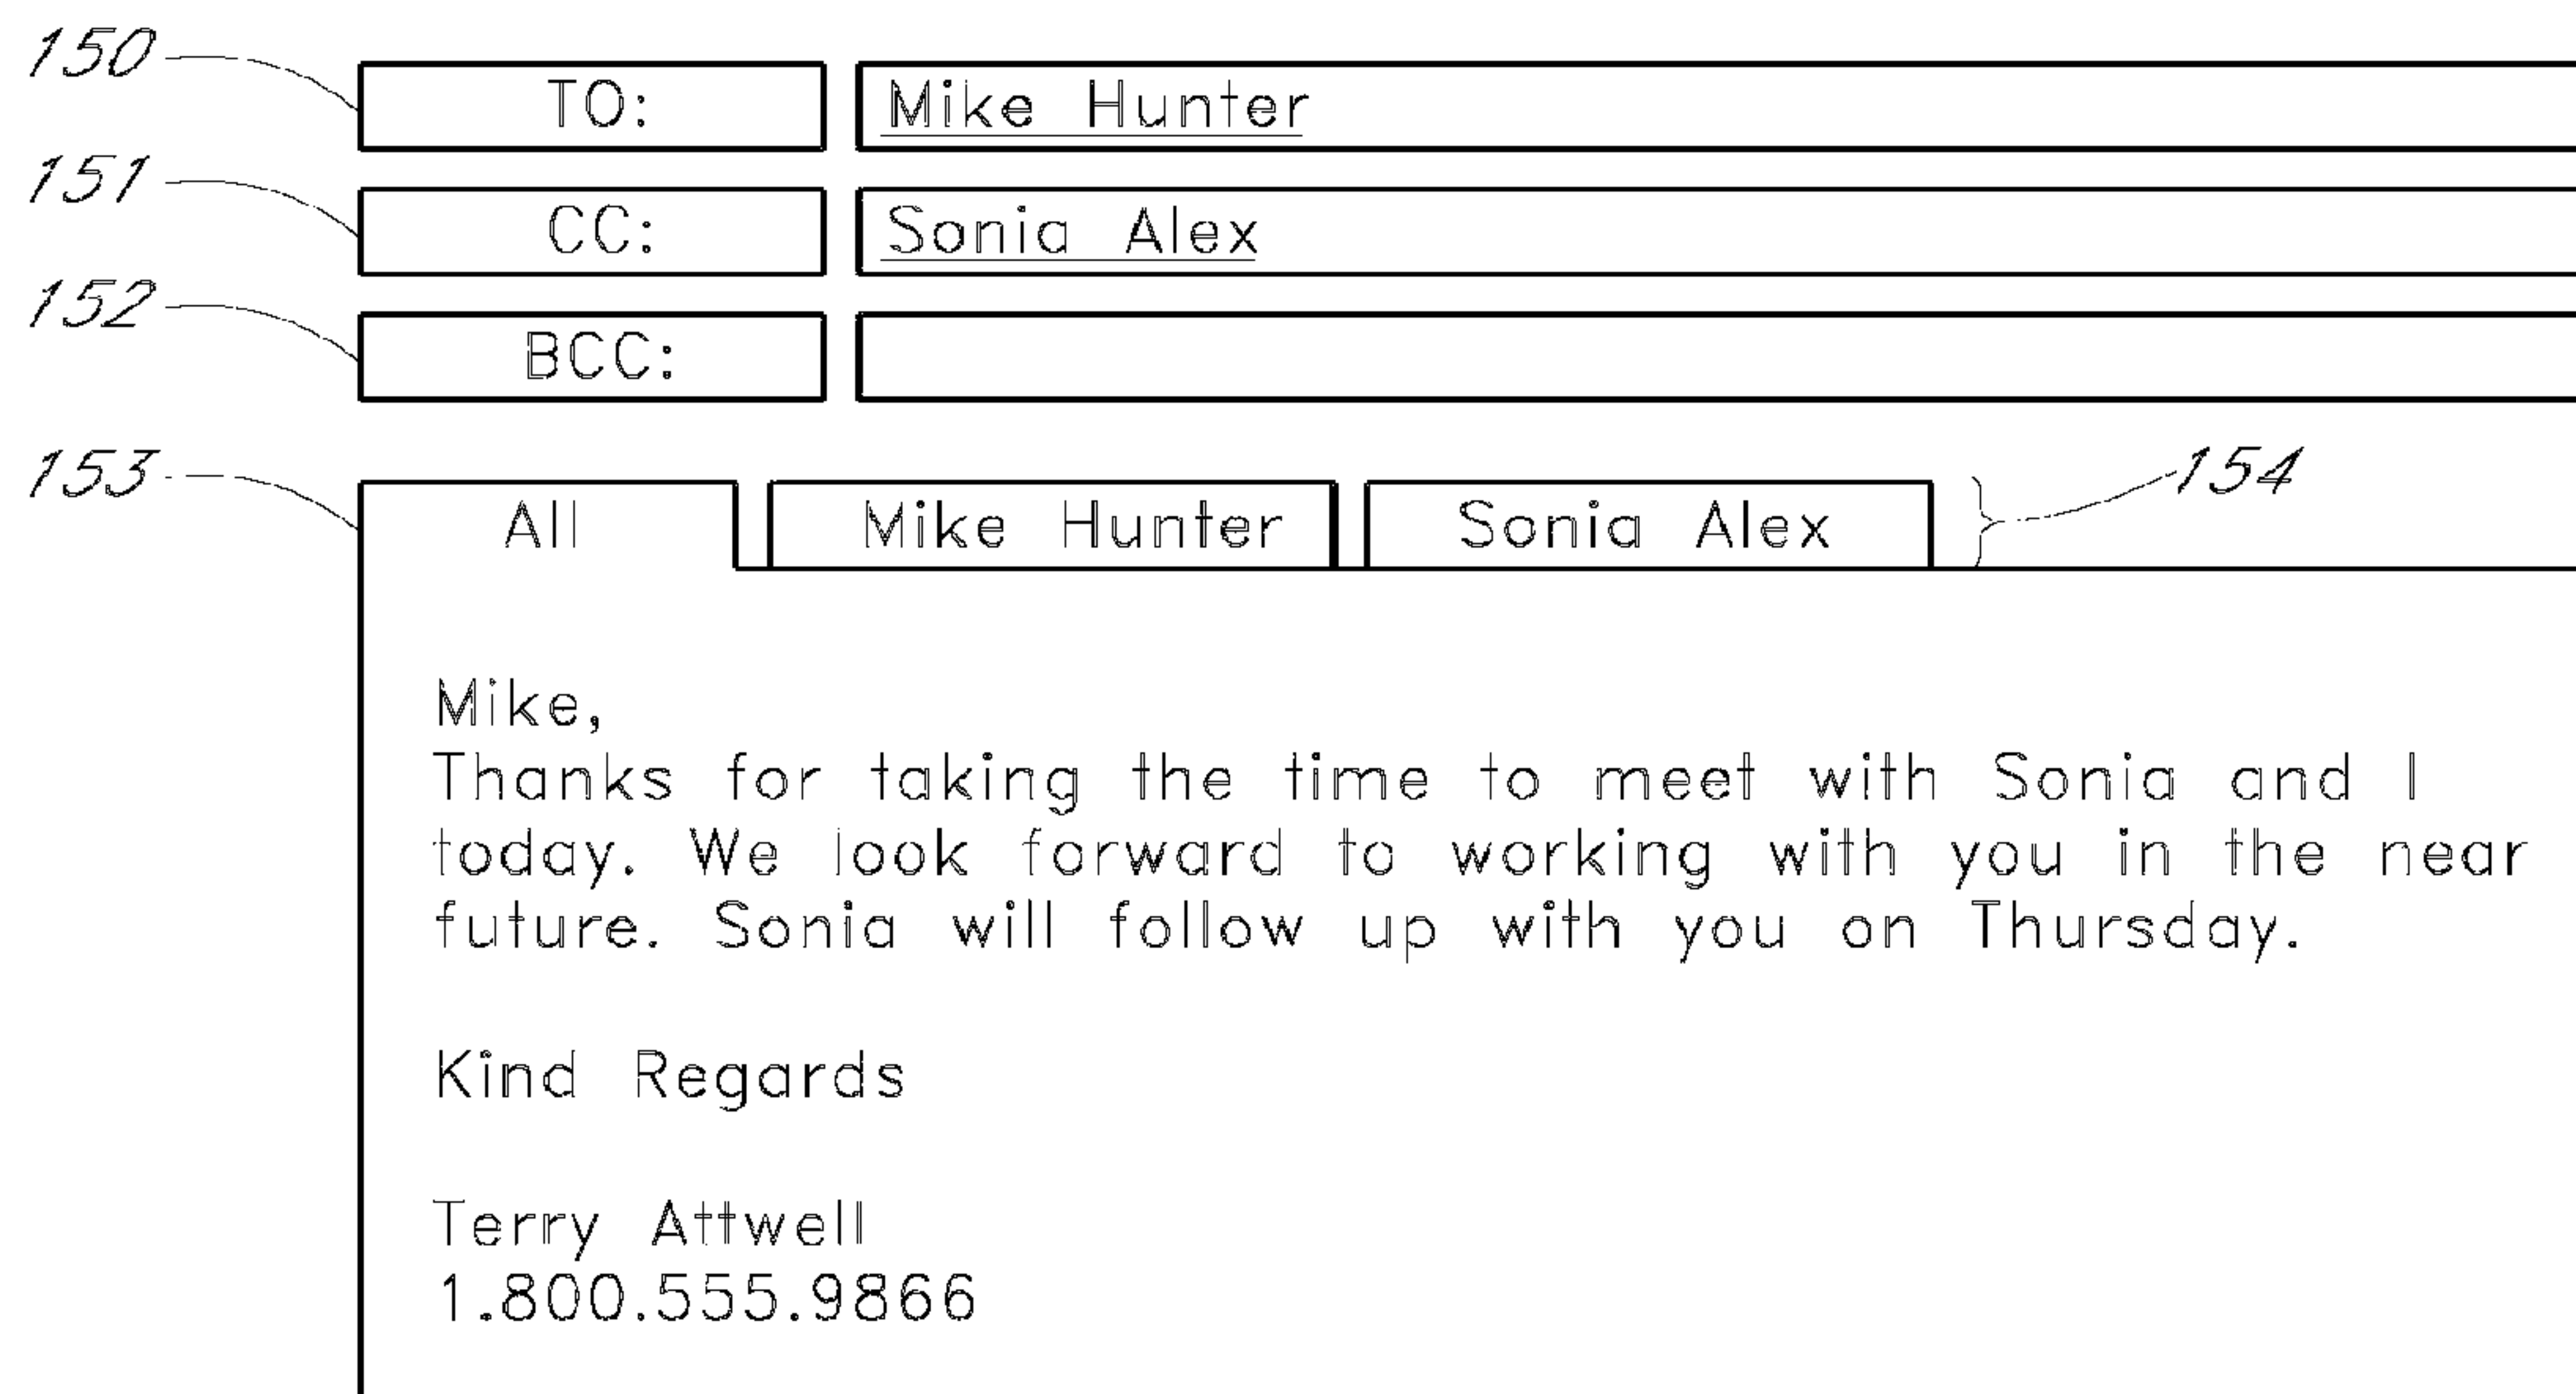 150 TO: Mike Hunter
151 CC: Sonia Alex
152 BCC:
153 All Mike Hunter Sonia Alex 154
Mike,
Thanks for taking the time to meet with Sonia and I
today. We look forward to working with you in the near
future. Sonia will follow up with you on Thursday.
Kind Regards
Terry Attwell
1.800.555.9866